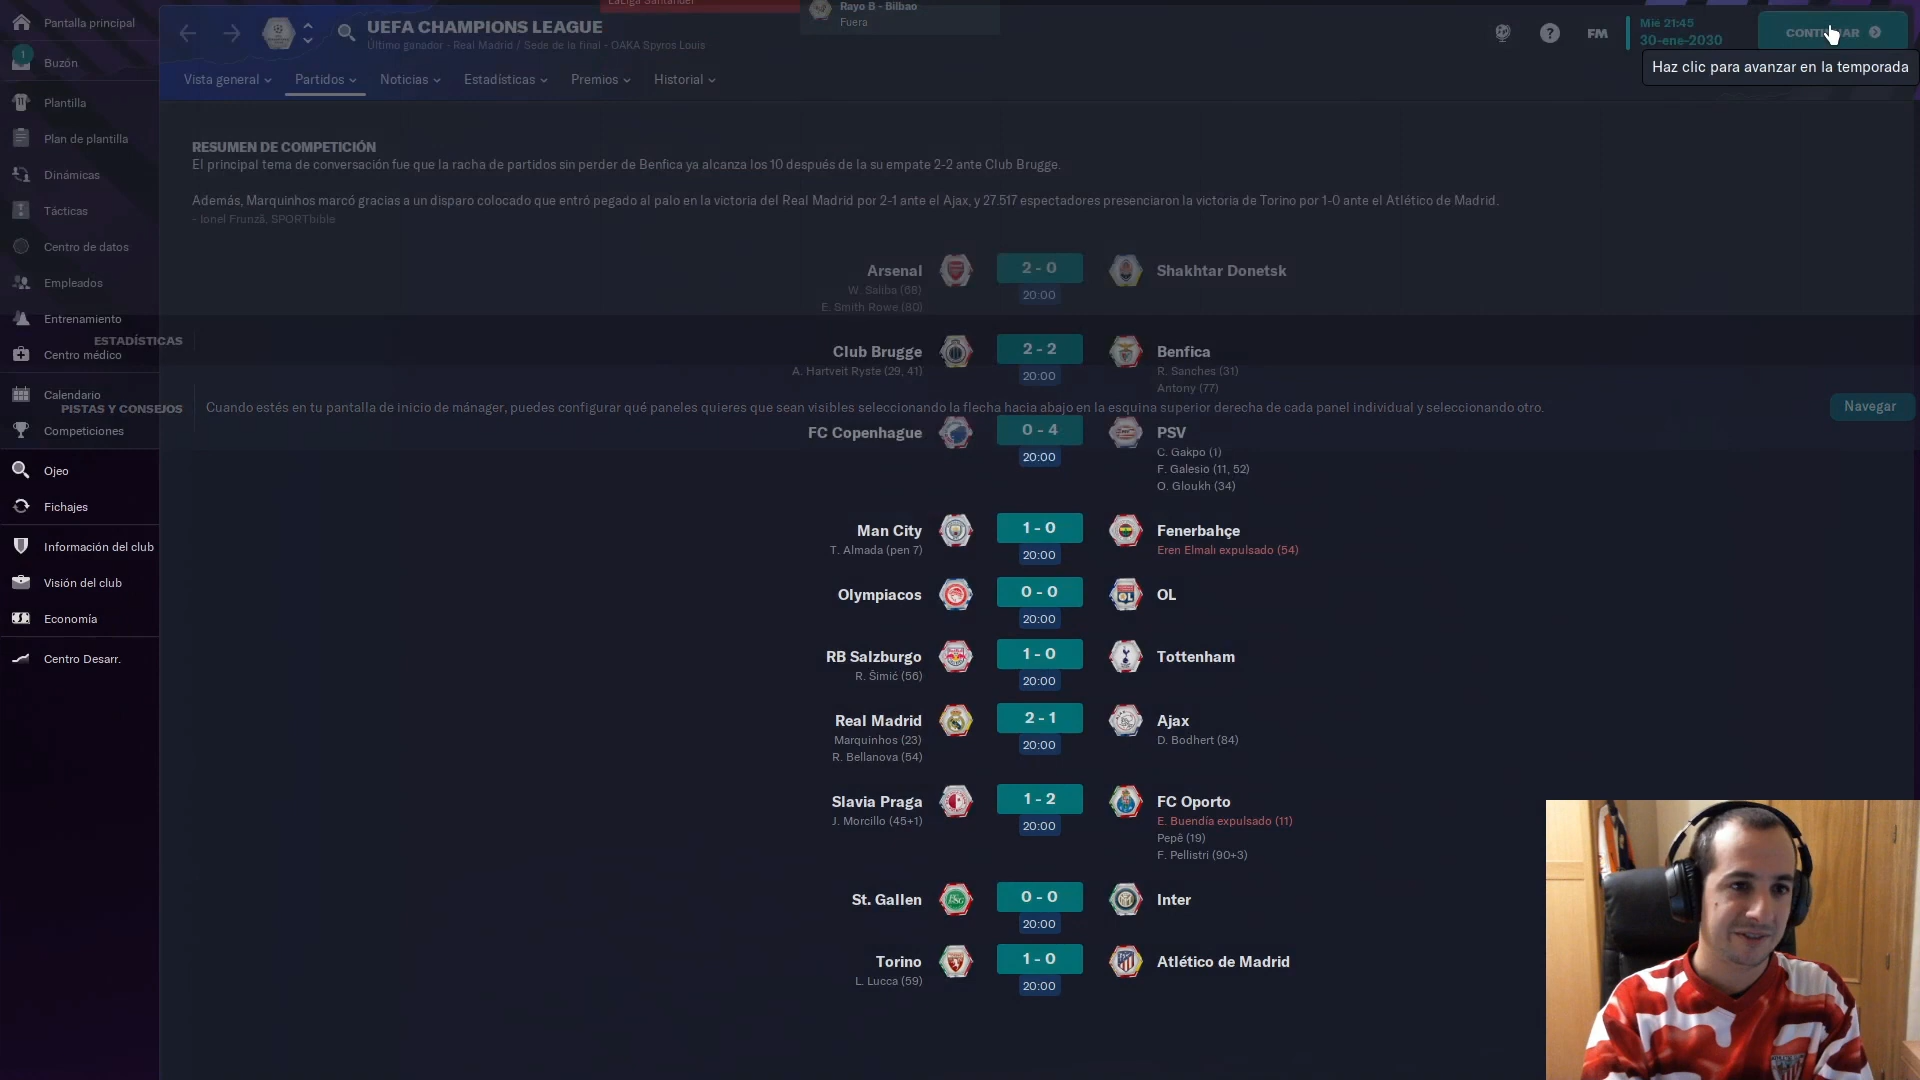 Pantalla principal
1
Buzón
Plantilla
Plan de plantilla
Dinámicas
Tácticas
Centro de datos
Empleados
Entrenamiento
Centro médico
Calendario
Competiciones
Ojeo
Fichajes
Información del club
Visión del club
Economía
Centro Desarr.
LaLiga Santander
Rayo B - Bilbao
Fuera
UEFA CHAMPIONS LEAGUE
Último ganador - Real Madrid / Sede de la final - OAKA Spyros Louis
?
FM
Mié 21:45
30-ene-2030
Haz clic para avanzar en la temporada
Vista general
Partidos
Noticias
Estadísticas
Premios
Historial
RESUMEN DE COMPETICIÓN
El principal tema de conversación fue que la racha de partidos sin perder de Benfica ya alcanza los 10 después de la su empate 2-2 ante Club Brugge.
Además, Marquinhos marcó gracias a un disparo colocado que entró pegado al palo en la victoria del Real Madrid por 2-1 ante el Ajax, y 27.517 espectadores presenciaron la victoria de Torino por 1-0 ante el Atlético de Madrid.
- Ionel Frunză, SPORTbible
Arsenal 2 - 0 Shakhtar Donetsk
W. Saliba (68) 20:00
E. Smith Rowe (80)
ESTADÍSTICAS
Club Brugge 2 - 2 Benfica
A. Hartveit Ryste (29, 41) 20:00 R. Sanches (31)
Antony (77)
PISTAS Y CONSEJOS
Cuando estés en tu pantalla de inicio de mánager, puedes configurar qué paneles quieres que sean visibles seleccionando la flecha hacia abajo en la esquina superior derecha de cada panel individual y seleccionando otro.
Navegar
FC Copenhague 0 - 4 PSV
20:00 C. Gakpo (1)
F. Galesio (11, 52)
O. Gloukh (34)
Man City 1 - 0 Fenerbahçe
T. Almada (pen 7) 20:00 Eren Elmalı expulsado (54)
Olympiacos 0 - 0 OL
20:00
RB Salzburgo 1 - 0 Tottenham
R. Šimić (56) 20:00
Real Madrid 2 - 1 Ajax
Marquinhos (23) 20:00 D. Bodhert (84)
R. Bellanova (54)
Slavia Praga 1 - 2 FC Oporto
J. Morcillo (45+1) 20:00 E. Buendía expulsado (11)
Pepê (19)
F. Pellistri (90+3)
St. Gallen 0 - 0 Inter
20:00
Torino 1 - 0 Atlético de Madrid
L. Lucca (59) 20:00